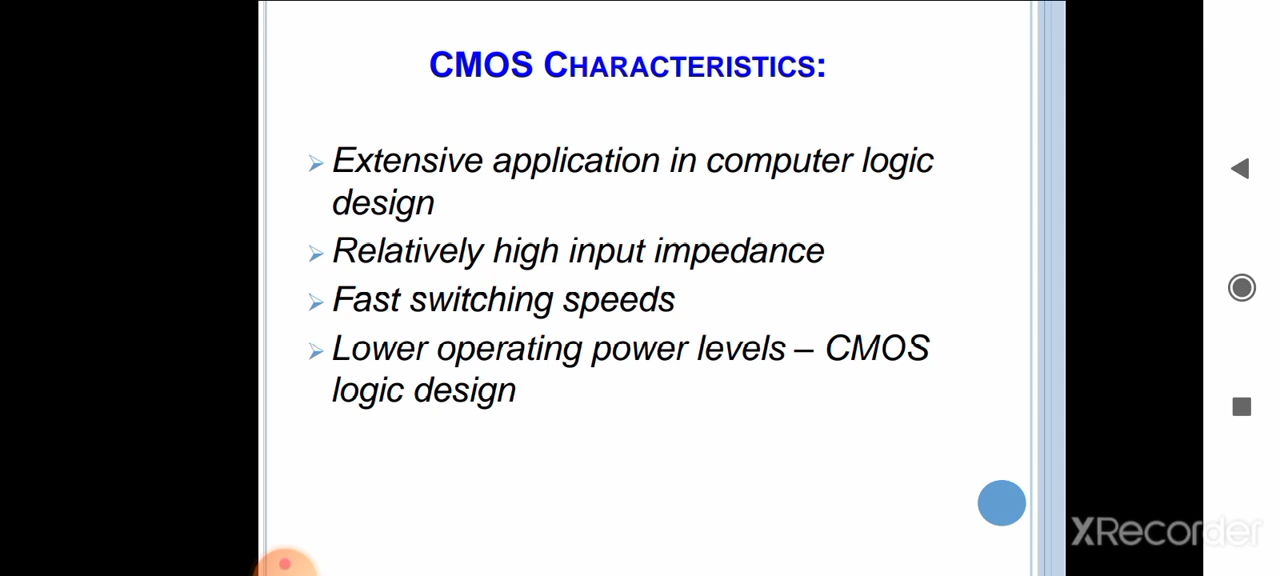 CMOS CHARACTERISTICS:
Extensive application in computer logic
design
Relatively high input impedance
Fast switching speeds
Lower operating power levels – CMOS
logic design
XRecorder